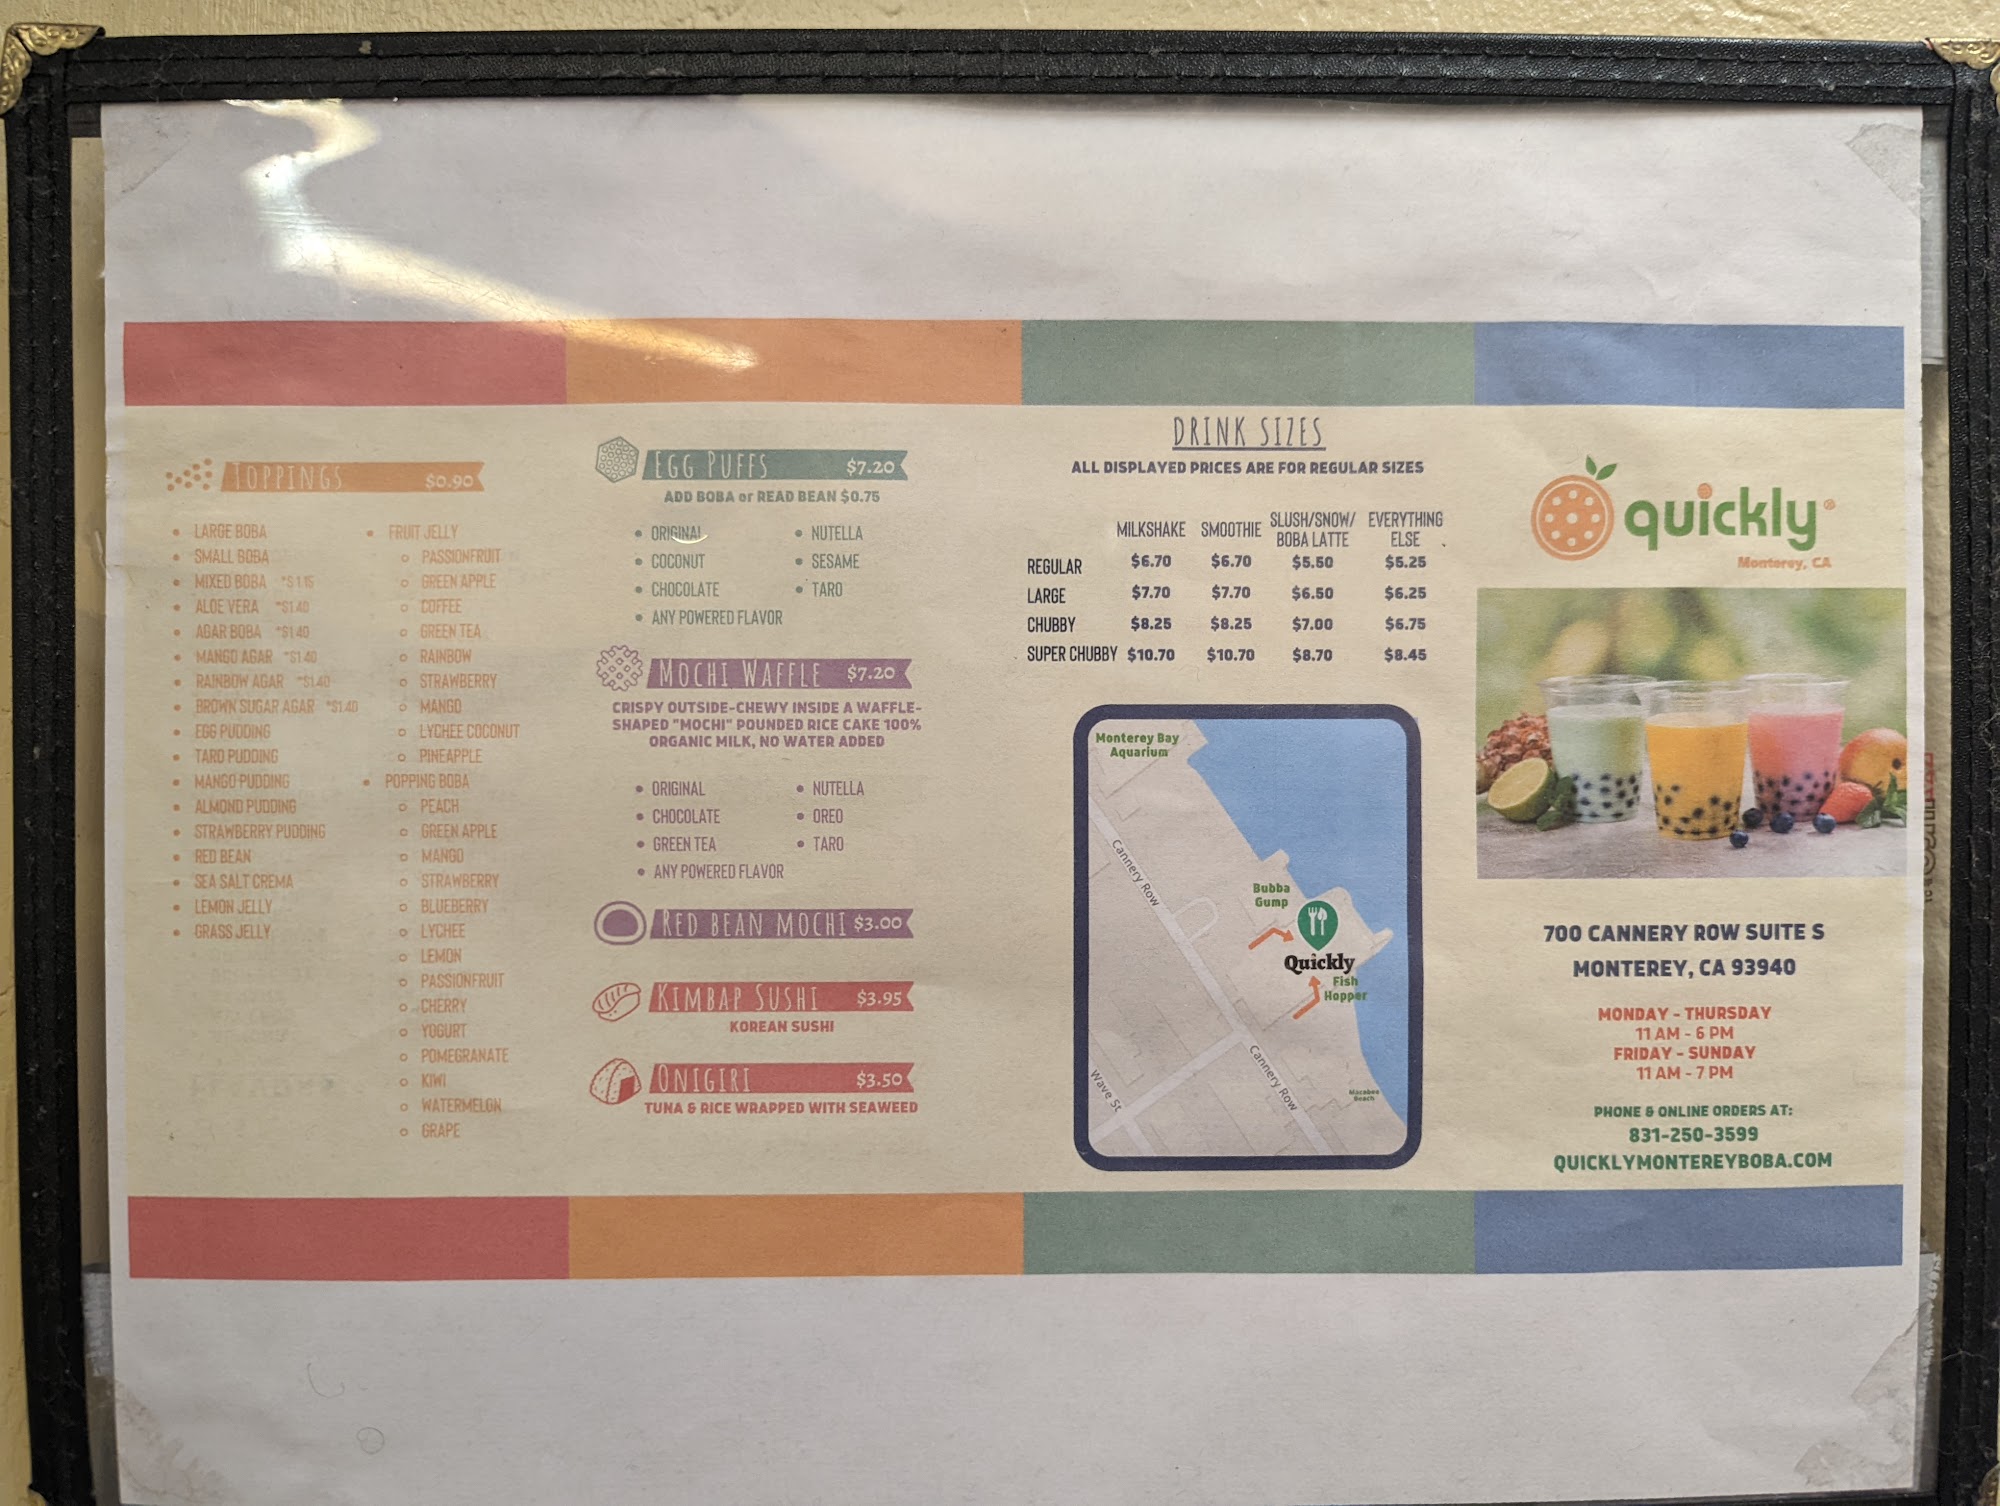 TOPPINGS $0.90
LARGE BOBA
SMALL BOBA
MIXED BOBA *$1.15
ALOE VERA *$1.40
AGAR BOBA *$1.40
MANGO AGAR *$1.40
RAINBOW AGAR *$1.40
BROWN SUGAR AGAR *$1.40
EGG PUDDING
TARO PUDDING
MANGO PUDDING
ALMOND PUDDING
STRAWBERRY PUDDING
RED BEAN
SEA SALT CREMA
LEMON JELLY
GRASS JELLY
FRUIT JELLY
PASSIONFRUIT
GREEN APPLE
COFFEE
GREEN TEA
RAINBOW
STRAWBERRY
MANGO
LYCHEE COCONUT
PINEAPPLE
POPPING BOBA
PEACH
GREEN APPLE
MANGO
STRAWBERRY
BLUEBERRY
LYCHEE
LEMON
PASSIONFRUIT
CHERRY
YOGURT
POMEGRANATE
KIWI
WATERMELON
GRAPE
EGG PUFFS $7.20
ADD BOBA or READ BEAN $0.75
ORIGINAL
COCONUT
CHOCOLATE
ANY POWERED FLAVOR
NUTELLA
SESAME
TARO
MOCHI WAFFLE $7.20
CRISPY OUTSIDE-CHEWY INSIDE A WAFFLE-
SHAPED "MOCHI" POUNDED RICE CAKE 100%
ORGANIC MILK, NO WATER ADDED
ORIGINAL
CHOCOLATE
GREEN TEA
ANY POWERED FLAVOR
NUTELLA
OREO
TARO
RED BEAN MOCHI $3.00
KIMBAP SUSHI $3.95
KOREAN SUSHI
ONIGIRI $3.50
TUNA & RICE WRAPPED WITH SEAWEED
DRINK SIZES
ALL DISPLAYED PRICES ARE FOR REGULAR SIZES
MILKSHAKE SMOOTHIE SLUSH/SNOW/ BOBA LATTE EVERYTHING ELSE
REGULAR $6.70 $6.70 $5.50 $5.25
LARGE $7.70 $7.70 $6.50 $6.25
CHUBBY $8.25 $8.25 $7.00 $6.75
SUPER CHUBBY $10.70 $10.70 $8.70 $8.45
Monterey Bay
Aquarium
Cannery Row
Bubba
Gump
Quickly
Fish
Hopper
Cannery Row
Wave St
Macabee
Beach
quickly®
Monterey, CA
700 CANNERY ROW SUITE S
MONTEREY, CA 93940
MONDAY - THURSDAY
11 AM - 6 PM
FRIDAY - SUNDAY
11 AM - 7 PM
PHONE & ONLINE ORDERS AT:
831-250-3599
QUICKLYMONTEREYBOBA.COM